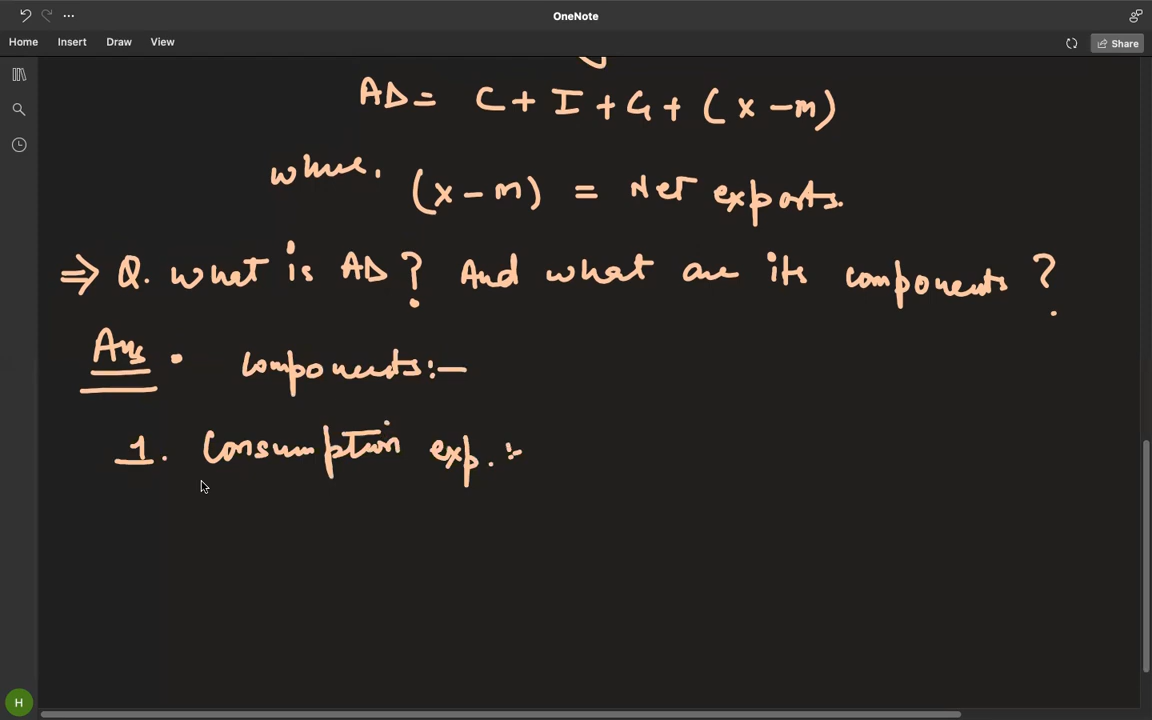 OneNote
Home Insert Draw View Share
AD = C + I + G + (x - m)
where, (x - m) = Net exports.
⇒ Q. what is AD? And what are its components?
Ans • components:-
1. Consumption exp. :-
H